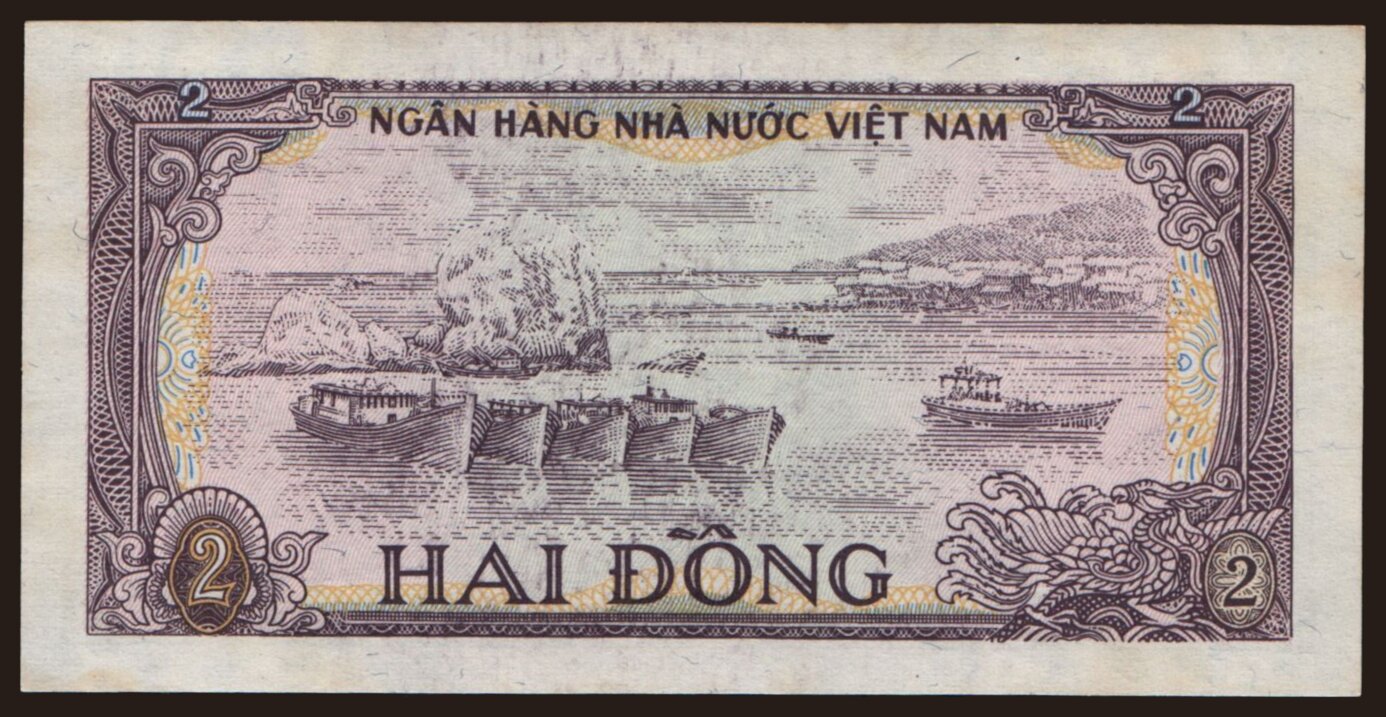 2 2
NGÂN HÀNG NHÀ NƯỚC VIỆT NAM
HAI ĐỒNG
2 2